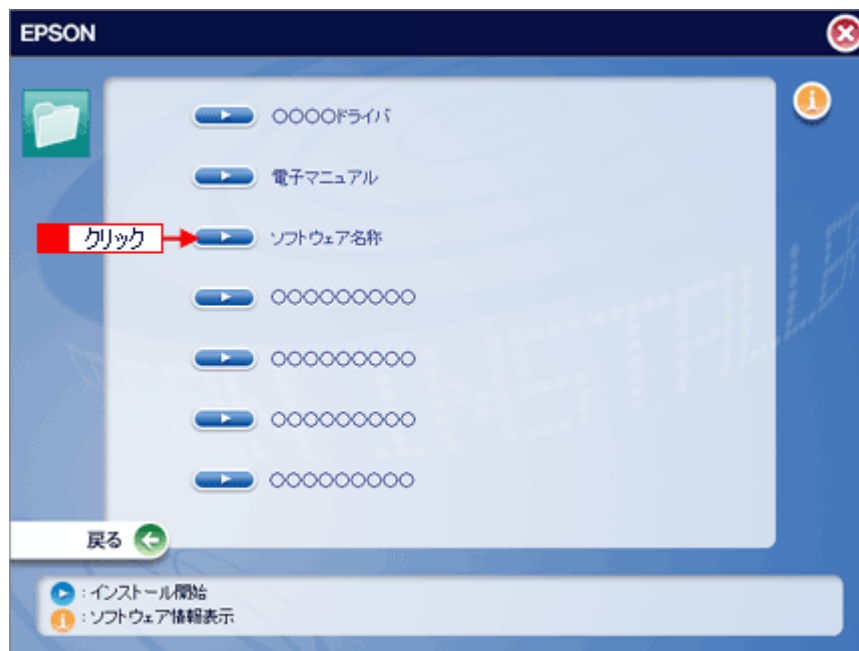 EPSON
〇〇〇〇ドライバ
電子マニュアル
クリック
ソフトウェア名称
〇〇〇〇〇〇〇〇〇
〇〇〇〇〇〇〇〇〇
〇〇〇〇〇〇〇〇〇
〇〇〇〇〇〇〇〇〇
戻る
:インストール開始
:ソフトウェア情報表示